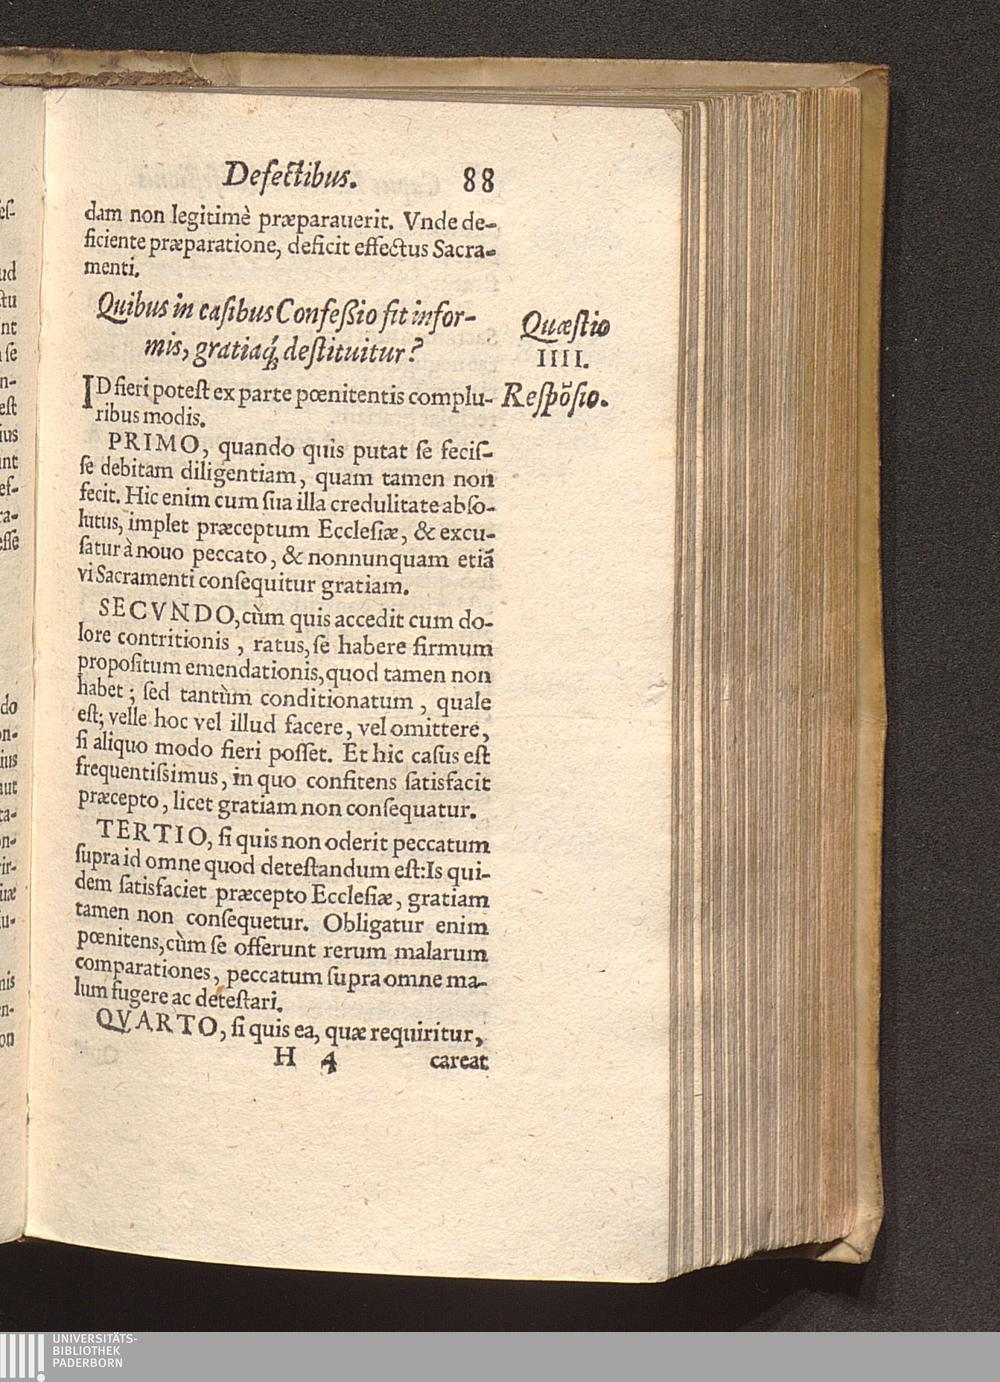 Defectibus. 88
dam non legitimè præparauerit. Vnde de-
ficiente præparatione, deficit effectus Sacra-
menti.
Quibus in caſibus Confeßio fit infor-
mis, gratiaq́; deſtituitur?
Quæſtio
IIII.
ID fieri poteſt ex parte pœnitentis complu-
Reſpõſio.
ribus modis.
PRIMO, quando quis putat ſe feciſ-
ſe debitam diligentiam, quam tamen non
fecit. Hic enim cum ſua illa credulitate abſo-
lutus, implet præceptum Eccleſiæ, & excu-
ſatur à nouo peccato, & nonnunquam etiã
vi Sacramenti conſequitur gratiam.
SECVNDO, cùm quis accedit cum do-
lore contritionis, ratus, ſe habere firmum
propoſitum emendationis, quod tamen non
habet; ſed tantùm conditionatum, quale
eſt; velle hoc vel illud facere, vel omittere,
ſi aliquo modo fieri poſſet. Et hic caſus eſt
frequentiſsimus, in quo confitens ſatisfacit
præcepto, licet gratiam non conſequatur.
TERTIO, ſi quis non oderit peccatum
ſupra id omne quod deteſtandum eſt: Is qui-
dem ſatisfaciet præcepto Eccleſiæ, gratiam
tamen non conſequetur. Obligatur enim
pœnitens, cùm ſe offerunt rerum malarum
comparationes, peccatum ſupra omne ma-
lum fugere ac deteſtari.
QVARTO, ſi quis ea, quæ requiritur,
H 4 careat
UNIVERSITÄTS-
BIBLIOTHEK
PADERBORN